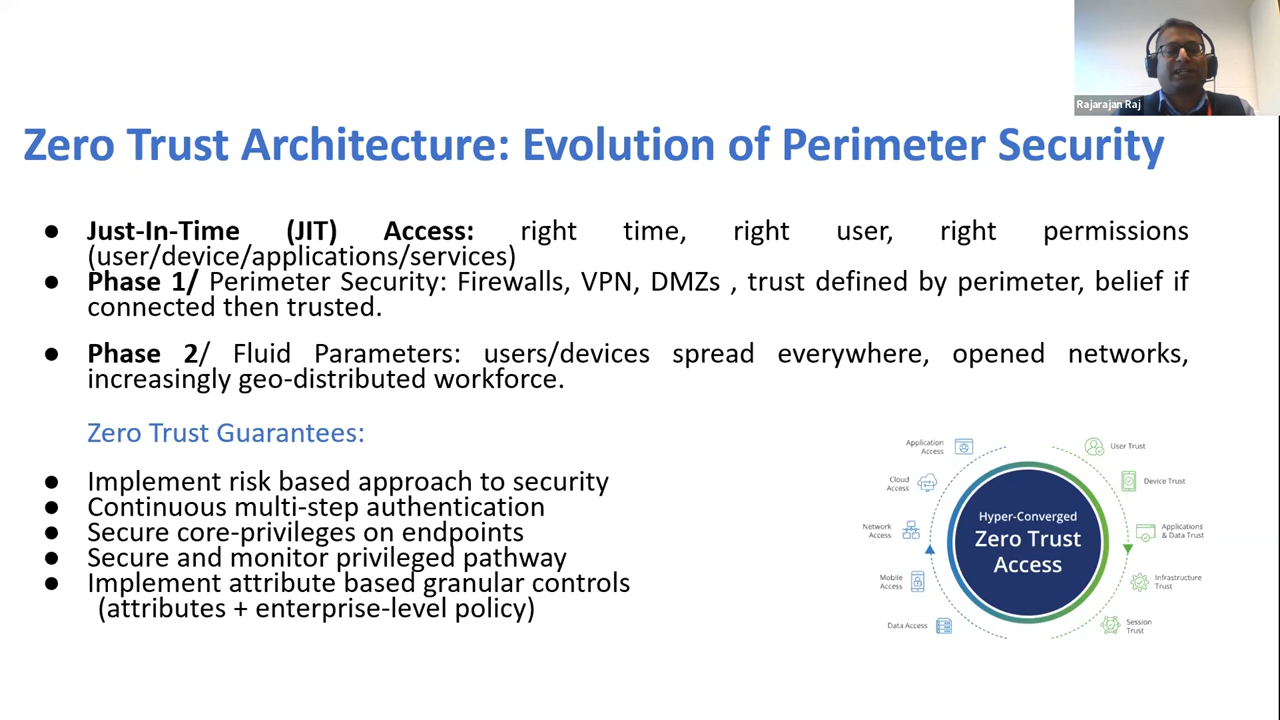 Rajarajan Raj
Zero Trust Architecture: Evolution of Perimeter Security
● Just-In-Time (JIT) Access: right time, right user, right permissions
(user/device/applications/services)
● Phase 1/ Perimeter Security: Firewalls, VPN, DMZs , trust defined by perimeter, belief if
connected then trusted.
● Phase 2/ Fluid Parameters: users/devices spread everywhere, opened networks,
increasingly geo-distributed workforce.
Zero Trust Guarantees:
● Implement risk based approach to security
● Continuous multi-step authentication
● Secure core-privileges on endpoints
● Secure and monitor privileged pathway
● Implement attribute based granular controls
(attributes + enterprise-level policy)
Application
Access
Cloud
Access
Network
Access
Mobile
Access
Data Access
Hyper-Converged
Zero Trust
Access
User Trust
Device Trust
Applications
& Data Trust
Infrastructure
Trust
Session
Trust